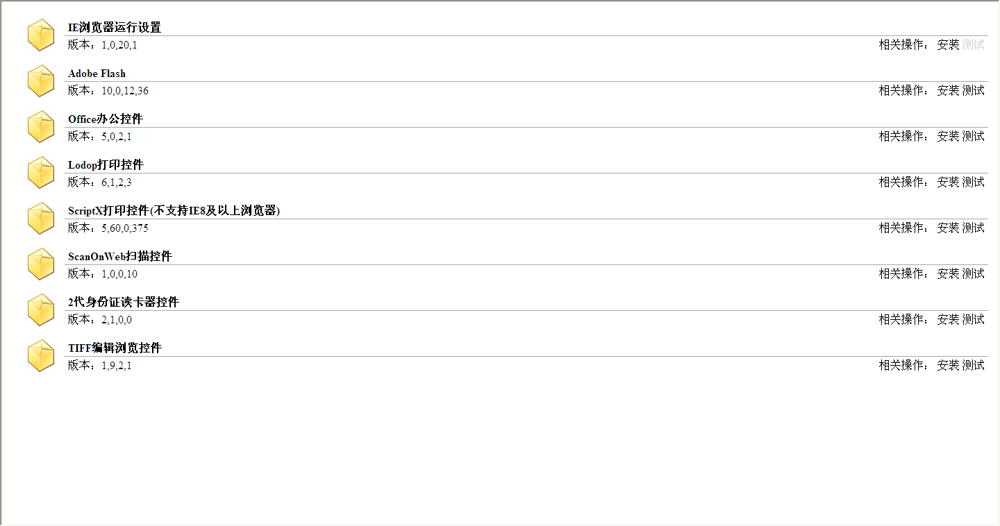 IE浏览器运行设置
版本：1,0,20,1 相关操作： 安装 测试
Adobe Flash
版本：10,0,12,36 相关操作： 安装 测试
Office办公控件
版本：5,0,2,1 相关操作： 安装 测试
Lodop打印控件
版本：6,1,2,3 相关操作： 安装 测试
ScriptX打印控件(不支持IE8及以上浏览器)
版本：5,60,0,375 相关操作： 安装 测试
ScanOnWeb扫描控件
版本：1,0,0,10 相关操作： 安装 测试
2代身份证读卡器控件
版本：2,1,0,0 相关操作： 安装 测试
TIFF编辑浏览控件
版本：1,9,2,1 相关操作： 安装 测试